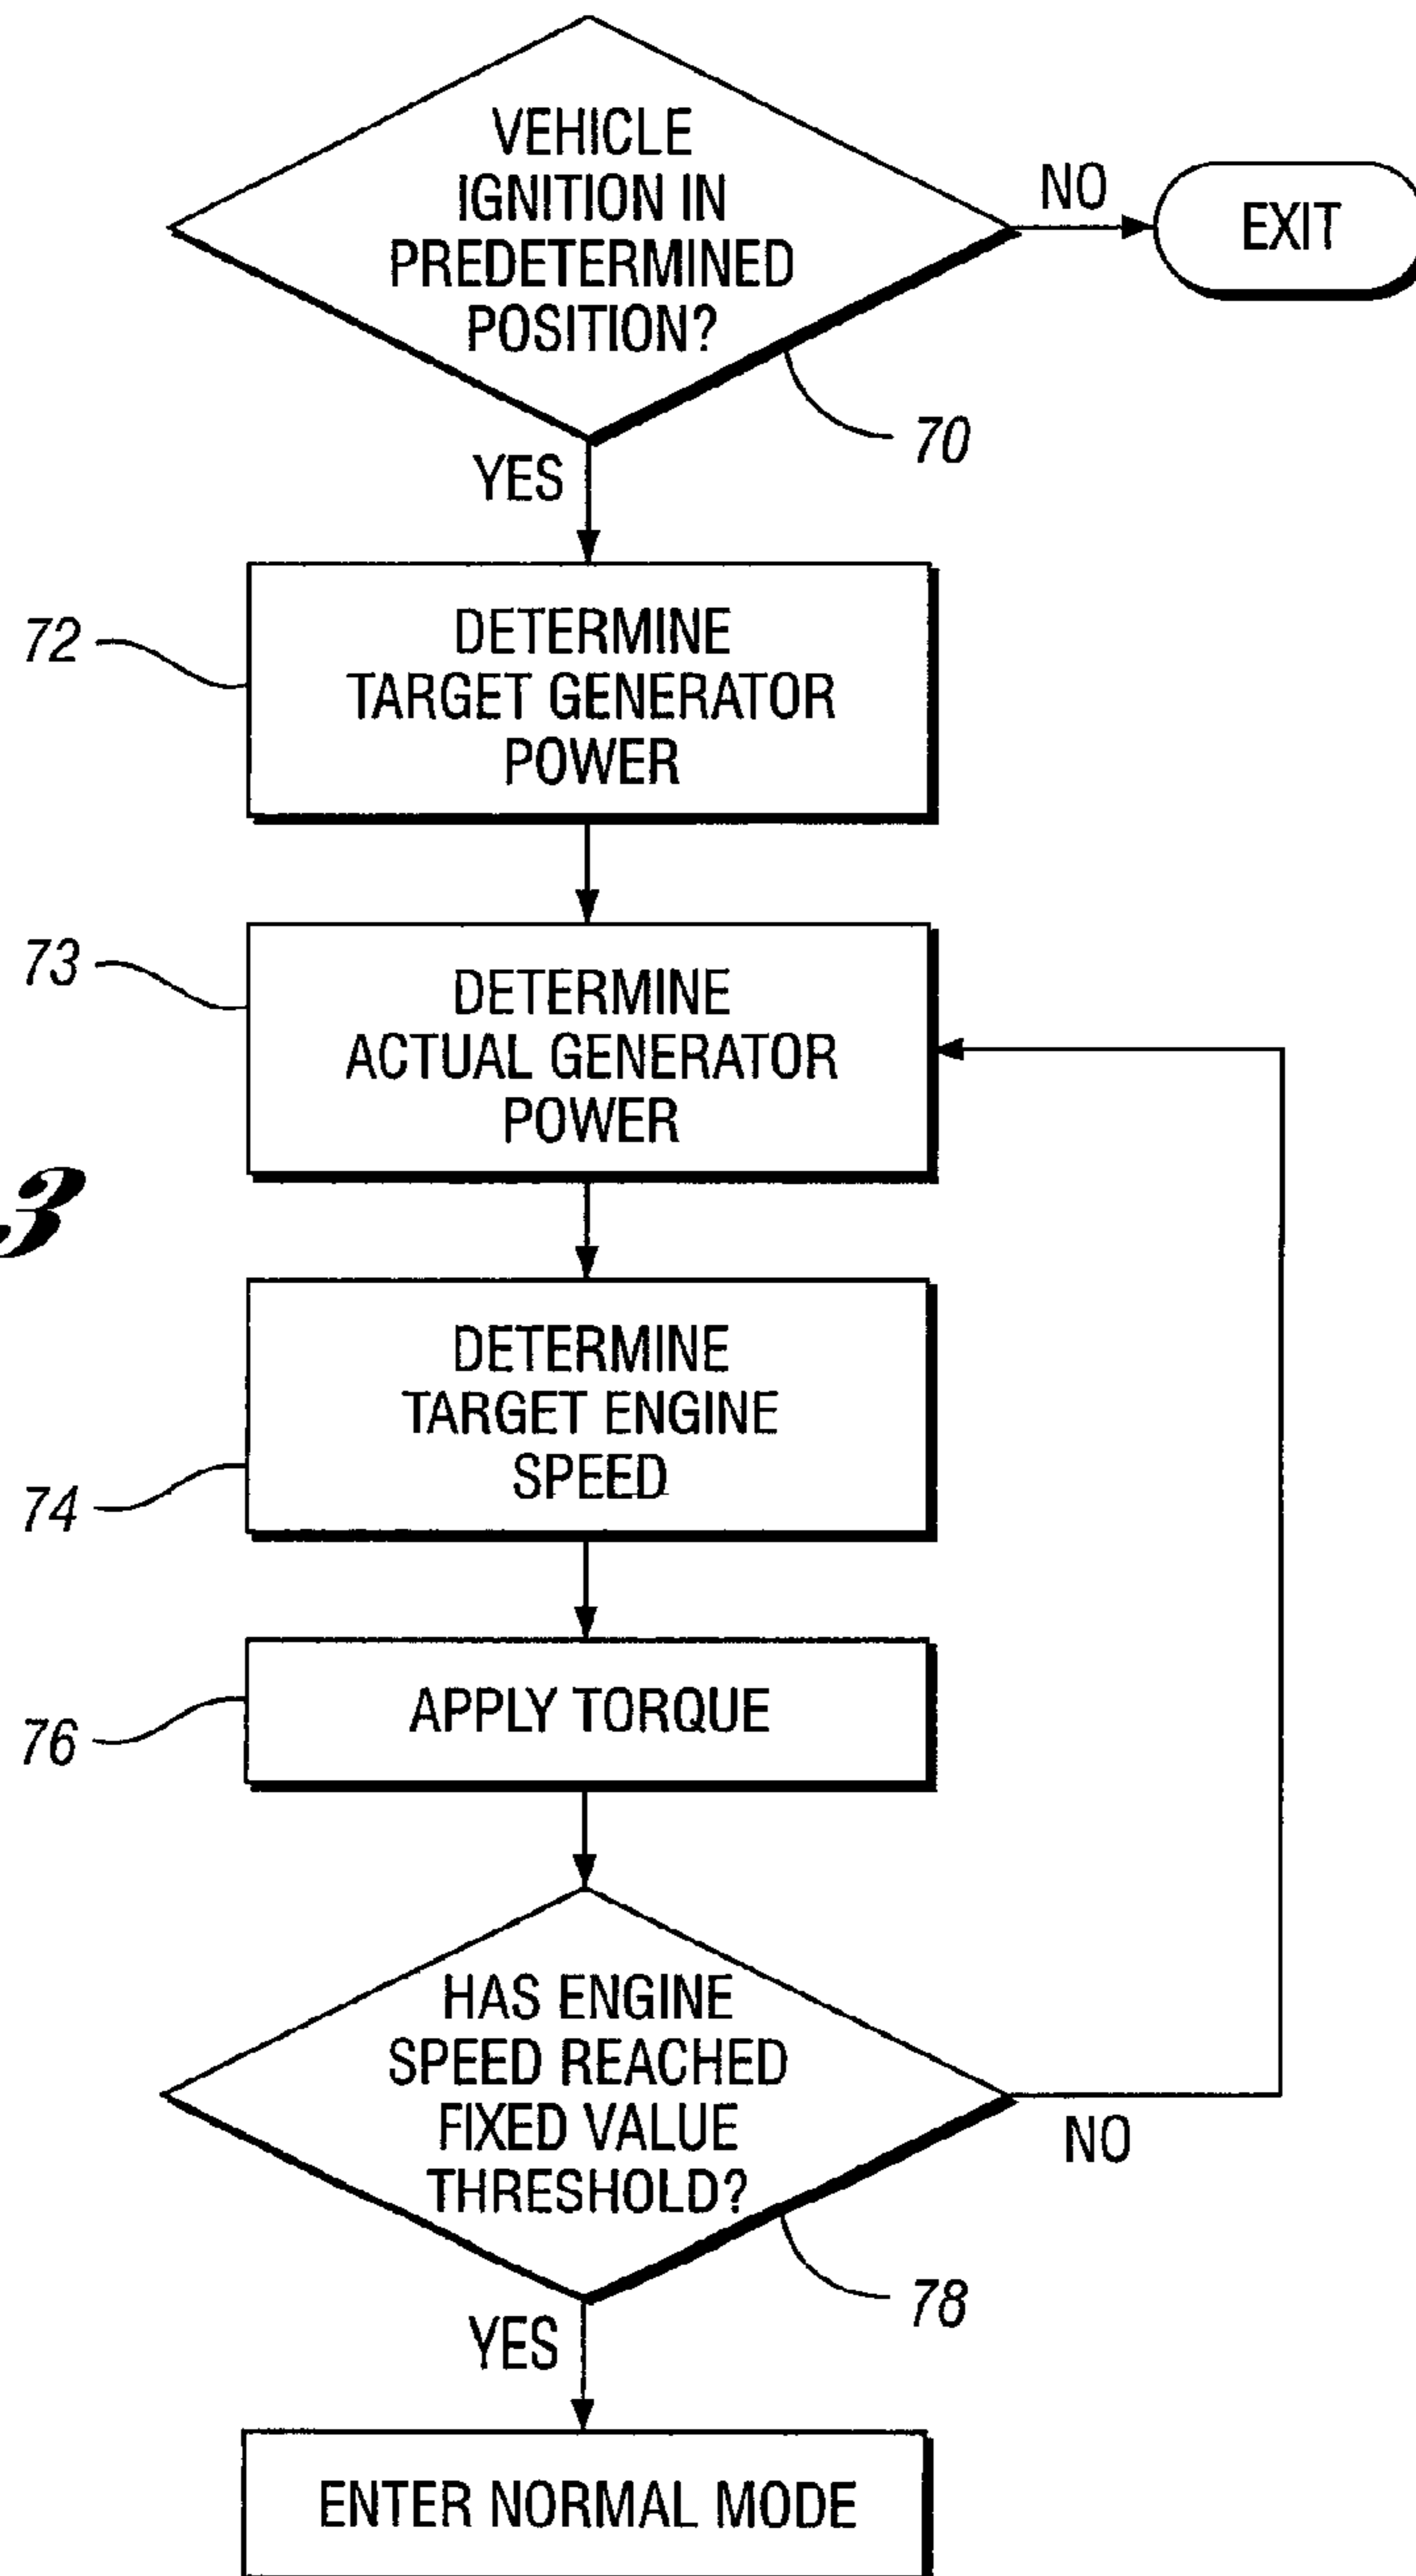 VEHICLE
IGNITION IN
PREDETERMINED
POSITION?
NO
EXIT
70
YES
72
DETERMINE
TARGET GENERATOR
POWER
73
DETERMINE
ACTUAL GENERATOR
POWER
3
DETERMINE
TARGET ENGINE
SPEED
74
APPLY TORQUE
76
HAS ENGINE
SPEED REACHED
FIXED VALUE
THRESHOLD?
NO
78
YES
ENTER NORMAL MODE